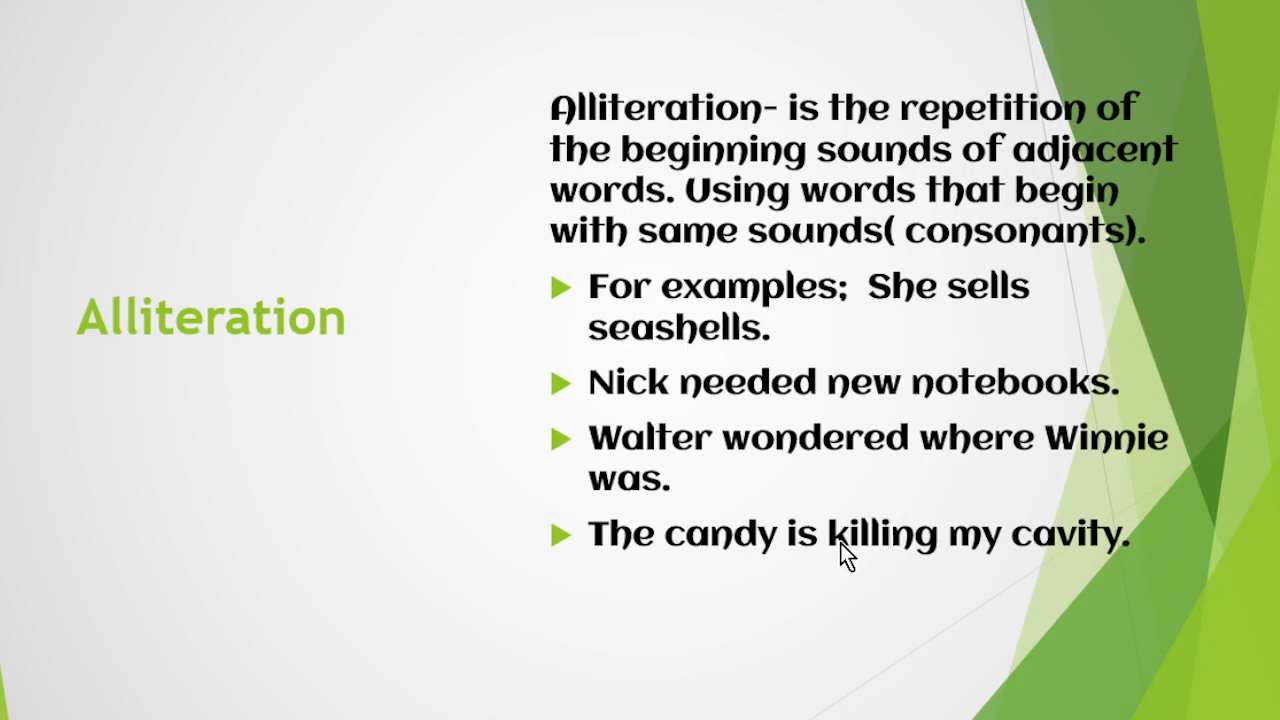 Alliteration
Alliteration- is the repetition of
the beginning sounds of adjacent
words. Using words that begin
with same sounds( consonants).
For examples;  She sells
seashells.
Nick needed new notebooks.
Walter wondered where Winnie
was.
The candy is killing my cavity.